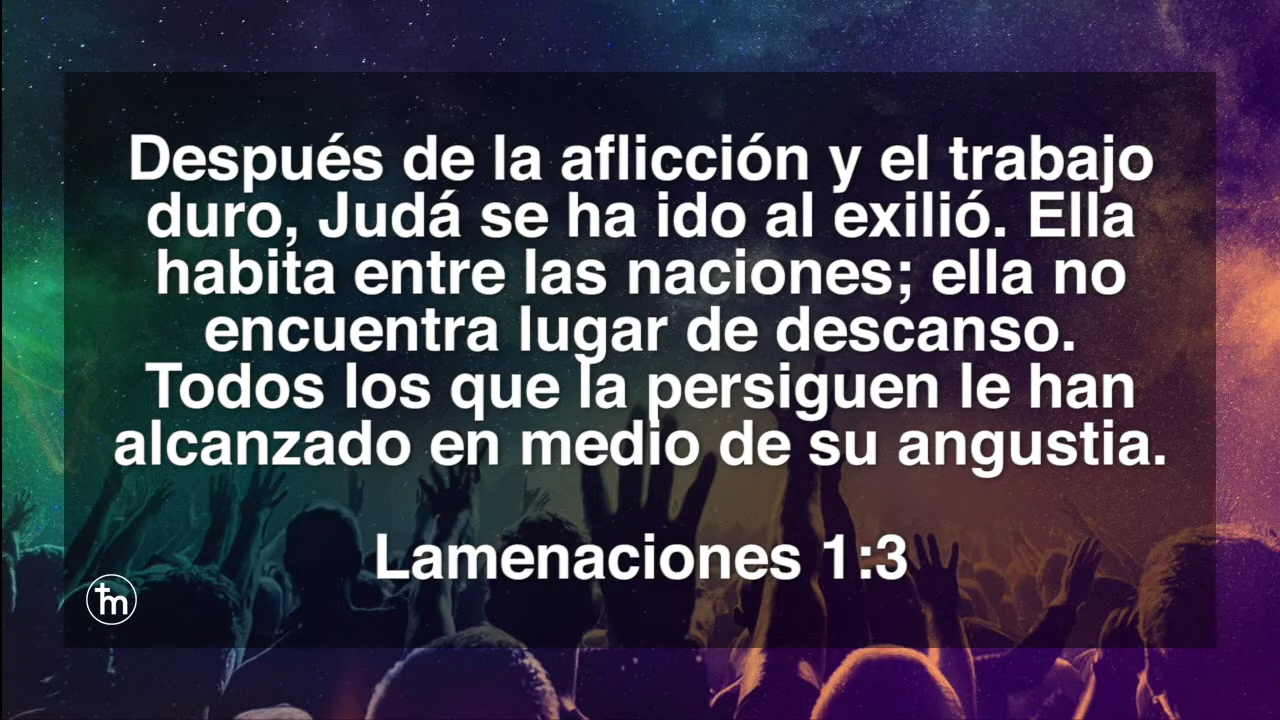 Después de la aflicción y el trabajo
duro, Judá se ha ido al exilió. Ella
habita entre las naciones; ella no
encuentra lugar de descanso.
Todos los que la persiguen le han
alcanzado en medio de su angustia.
Lamenaciones 1:3
tm